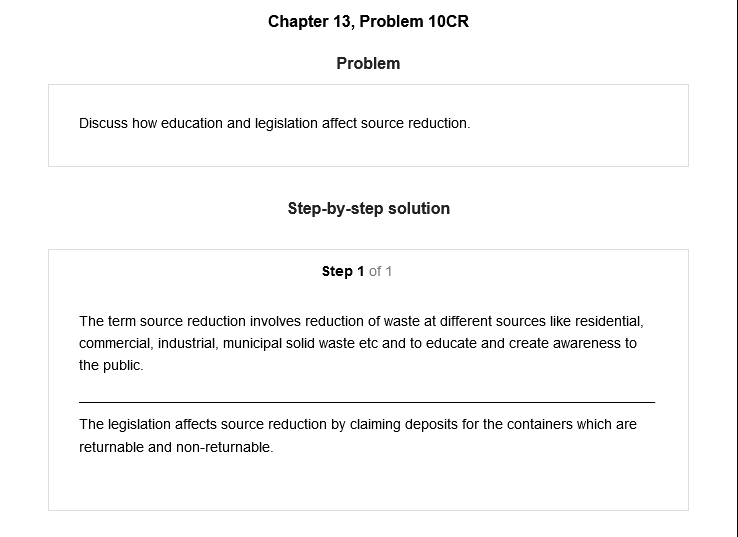 Chapter 13, Problem 10CR
Problem
Discuss how education and legislation affect source reduction.
Step-by-step solution
Step 1 of 1
The term source reduction involves reduction of waste at different sources like residential,
commercial, industrial, municipal solid waste etc and to educate and create awareness to
the public.
The legislation affects source reduction by claiming deposits for the containers which are
returnable and non-returnable.